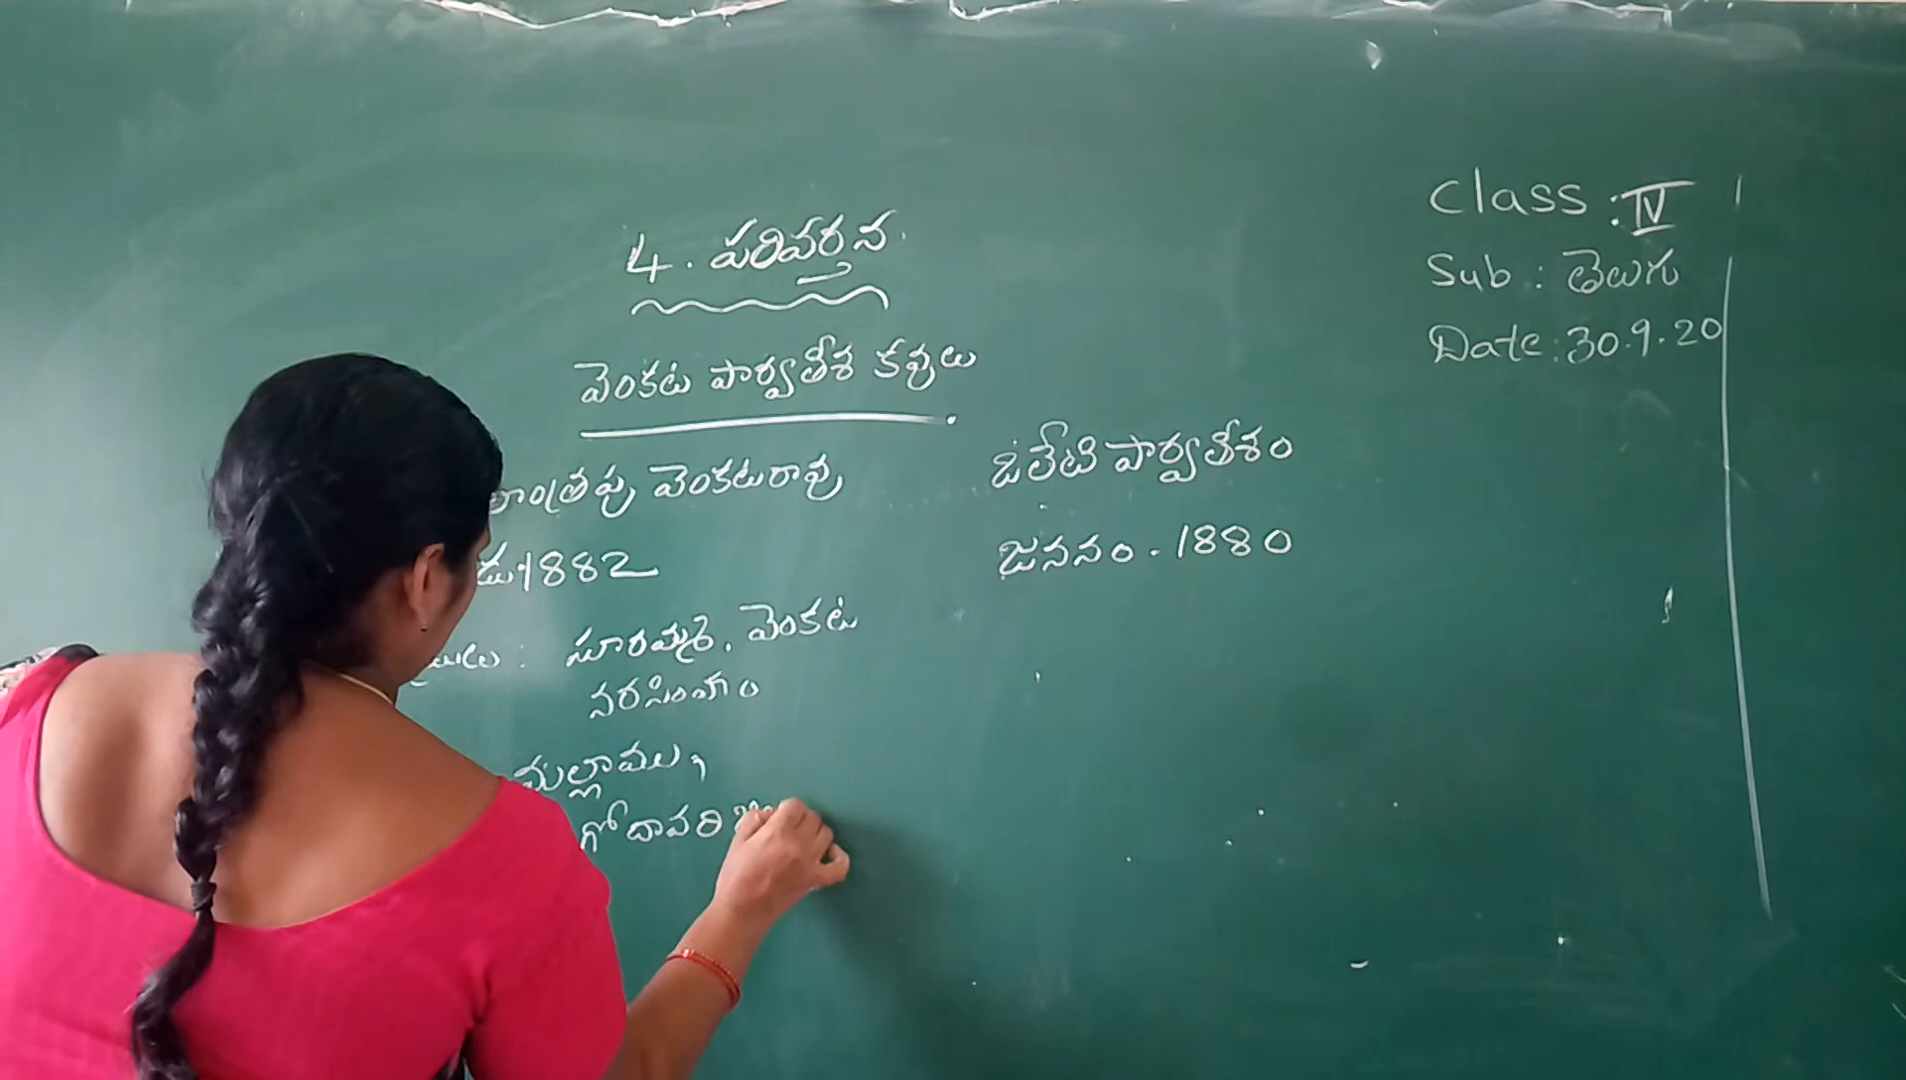 Class : IV
Sub : తెలుగు
Date : 30.9.20
4. పరివర్తన.
వెంకట పార్వతీశ కవులు
వెంకటరావు
ఓలేటి పార్వతీశం
1882
జననం - 1880
సూరమ్మ, వెంకట
నరసింహం
మల్లాము,
గోదావరి